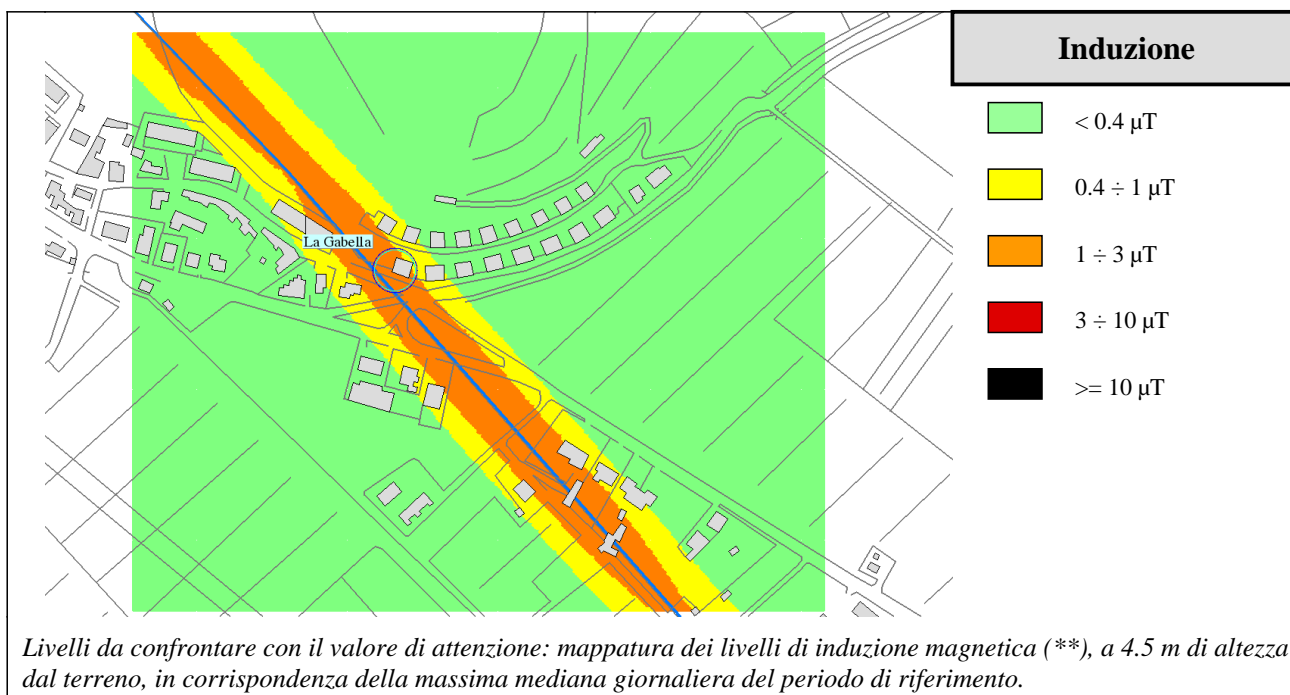 Induzione
< 0.4 µT
0.4 ÷ 1 µT
1 ÷ 3 µT
3 ÷ 10 µT
>= 10 µT
La Gabella
Livelli da confrontare con il valore di attenzione: mappatura dei livelli di induzione magnetica (**), a 4.5 m di altezza
dal terreno, in corrispondenza della massima mediana giornaliera del periodo di riferimento.